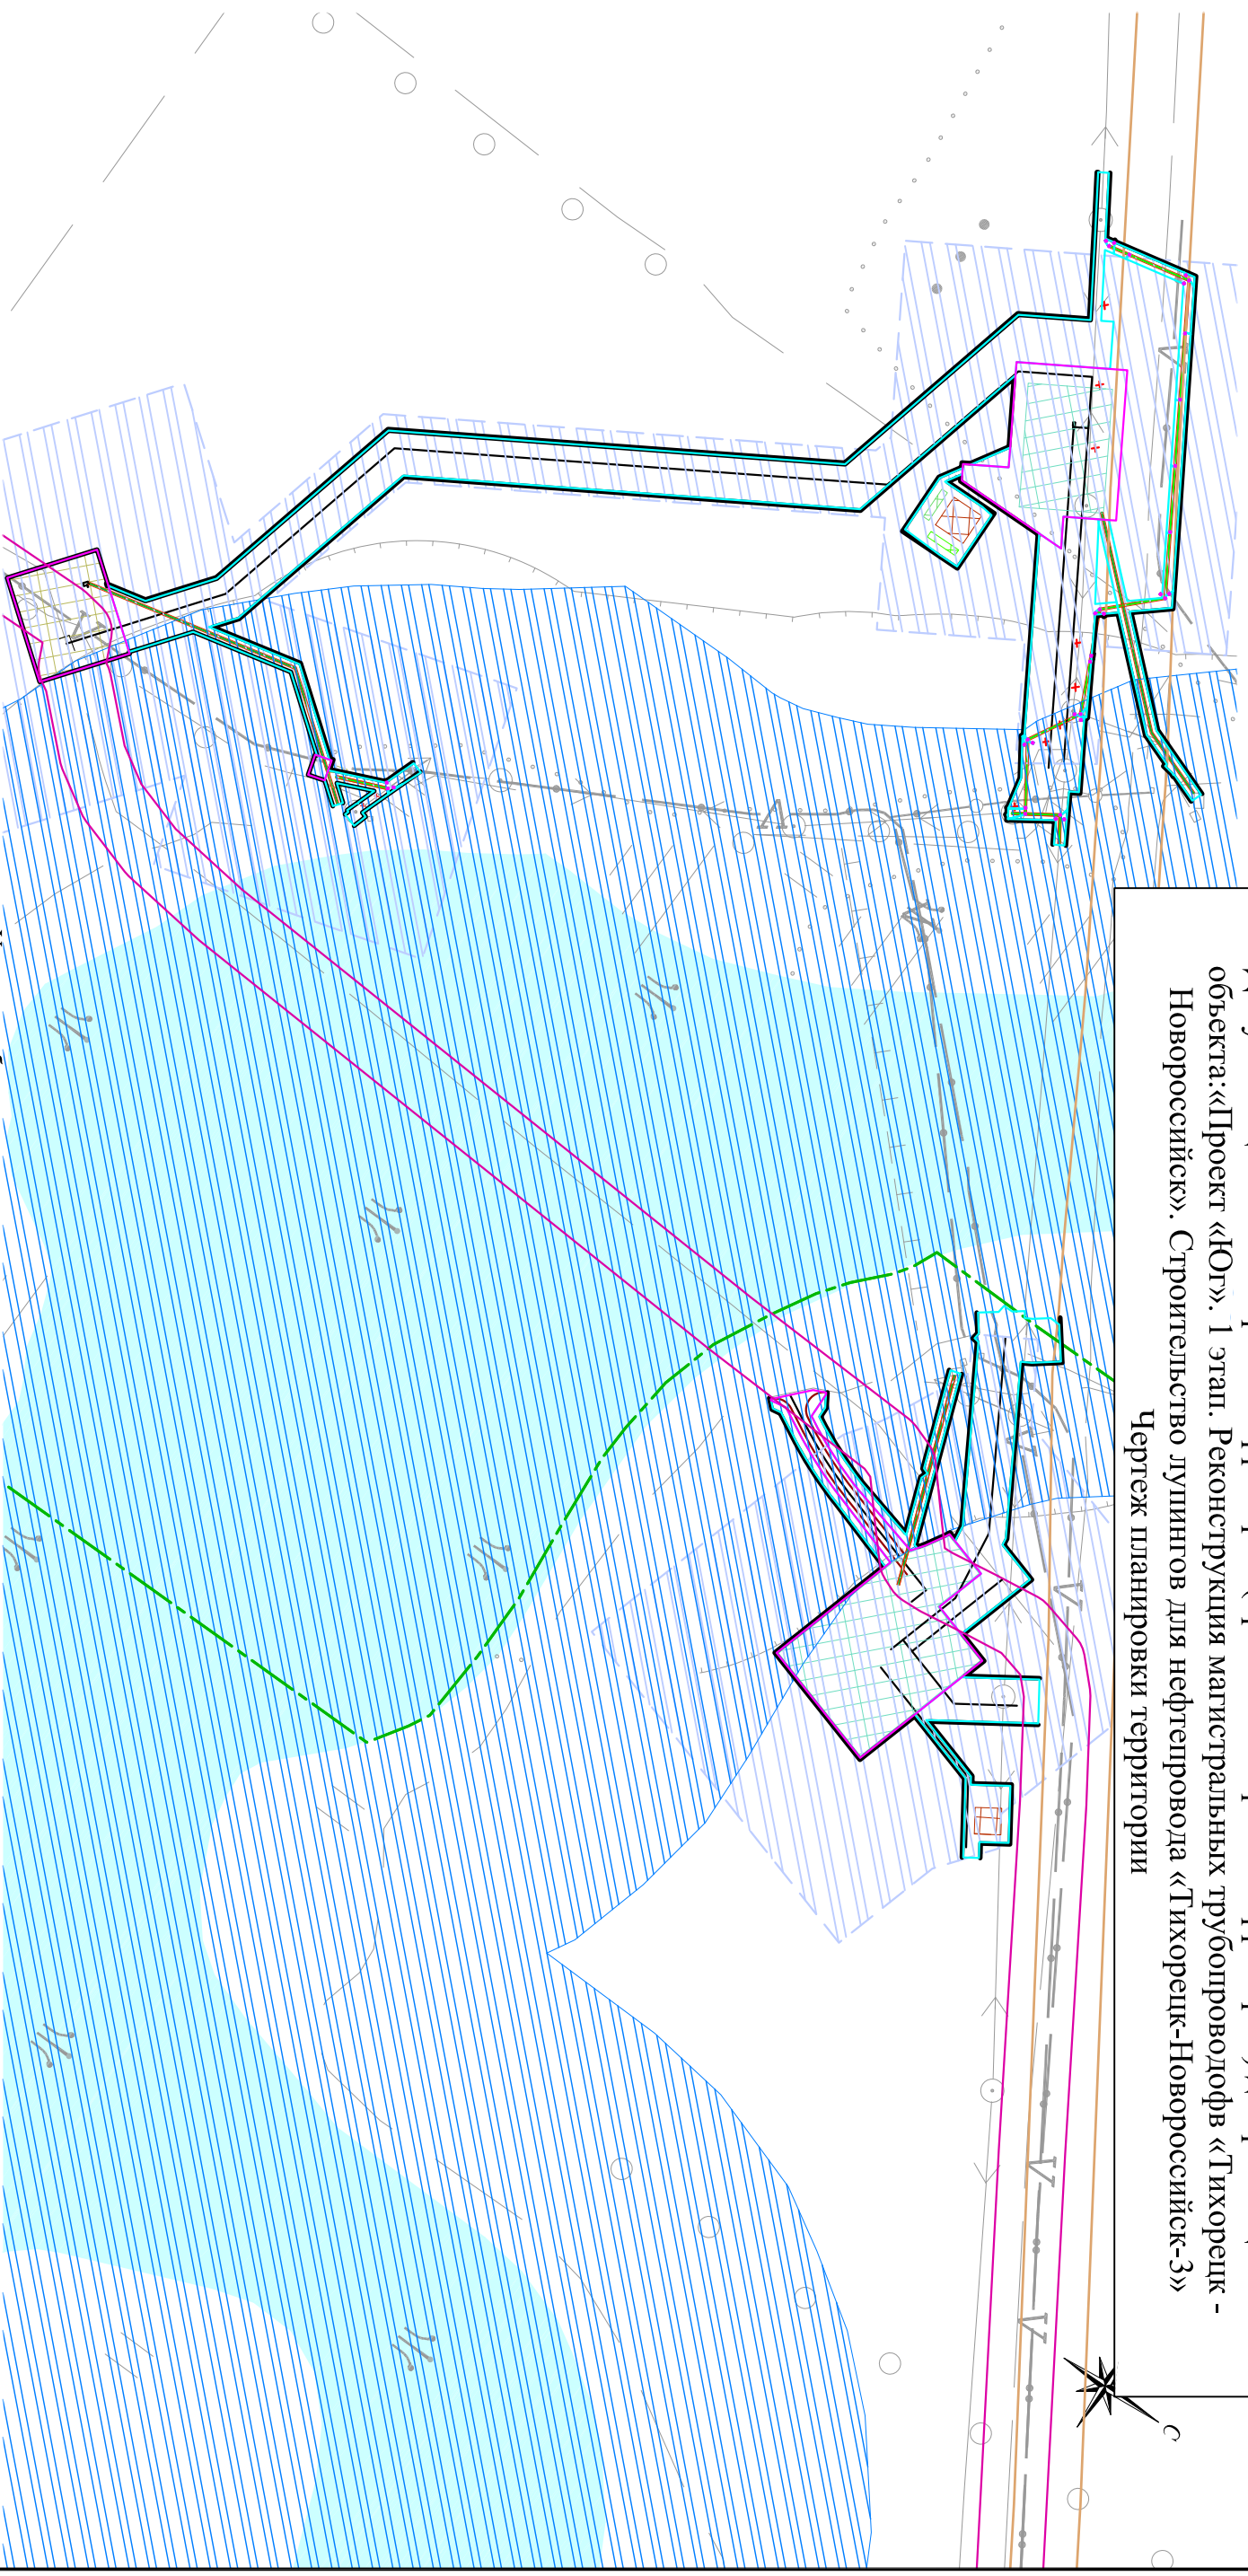 объекта:«Проект «Юг». 1 этап. Реконструкция магистральных трубопроводофв «Тихорецк -
Новороссийск». Строительство лупингов для нефтепровода «Тихорецк-Новороссийск-3»
Чертеж планировки территории
С